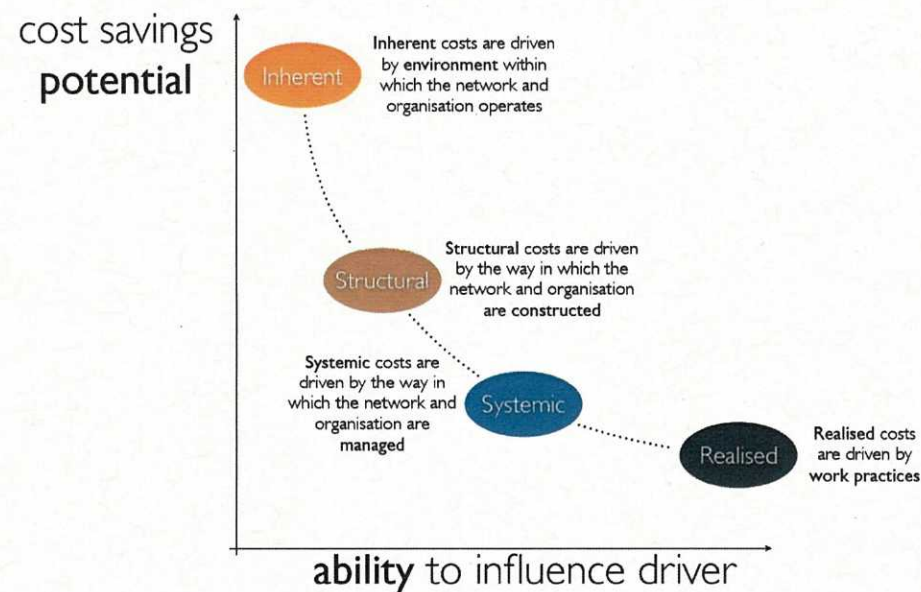 cost savings
potential
Inherent
Inherent costs are driven
by environment within
which the network and
organisation operates
Structural
Structural costs are driven
by the way in which the
network and organisation
are constructed
Systemic costs are
driven by the way in
which the network and
organisation are
managed
Systemic
Realised
Realised costs
are driven by
work practices
ability to influence driver